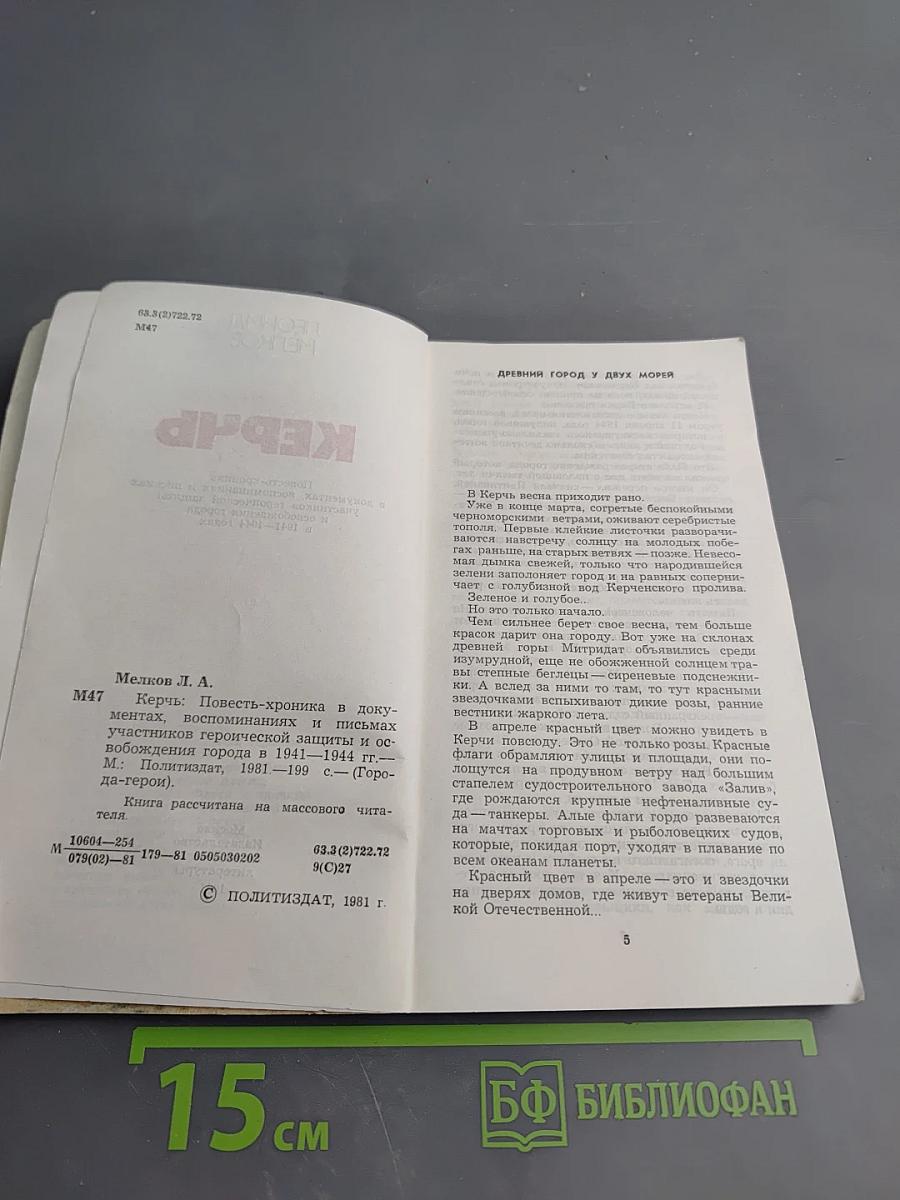 63.3(2)722.72
М47
Мелков Л. А.
М47 Керчь: Повесть-хроника в доку-
ментах, воспоминаниях и письмах
участников героической защиты и ос-
вобождения города в 1941—1944 гг.—
М.: Политиздат, 1981.—199 с.— (Горо-
да-герои).
Книга рассчитана на массового чита-
теля.
М 10604—254
079(02)—81 179—81 0505030202
63.3(2)722.72
9(С)27
© ПОЛИТИЗДАТ, 1981 г.
ДРЕВНИЙ ГОРОД У ДВУХ МОРЕЙ
В Керчь весна приходит рано.
Уже в конце марта, согретые беспокойными
черноморскими ветрами, оживают серебристые
тополя. Первые клейкие листочки разворачи-
ваются навстречу солнцу на молодых побе-
гах раньше, на старых ветвях — позже. Невесо-
мая дымка свежей, только что народившейся
зелени заполоняет город и на равных соперни-
чает с голубизной вод Керченского пролива.
Зеленое и голубое..
Но это только начало.
Чем сильнее берет свое весна, тем больше
красок дарит она городу. Вот уже на склонах
древней горы Митридат объявились среди
изумрудной, еще не обожженной солнцем тра-
вы степные беглецы — сиреневые подснежни-
ки. А вслед за ними то там, то тут красными
звездочками вспыхивают дикие розы, ранние
вестники жаркого лета.
В апреле красный цвет можно увидеть в
Керчи повсюду. Это не только розы. Красные
флаги обрамляют улицы и площади, они по-
лощутся на продувном ветру над большим
стапелем судостроительного завода «Залив»,
где рождаются крупные нефтеналивные су-
да — танкеры. Алые флаги гордо развеваются
на мачтах торговых и рыболовецких судов,
которые, покидая порт, уходят в плавание по
всем океанам планеты.
Красный цвет в апреле — это и звездочки
на дверях домов, где живут ветераны Вели-
кой Отечественной...
5
15 см
БФ БИБЛИОФАН